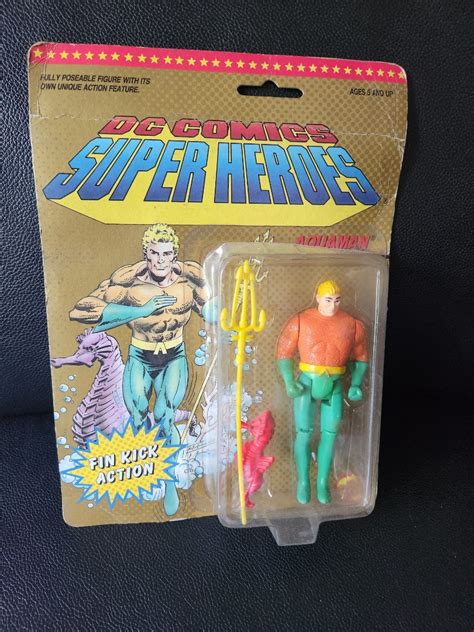 FULLY POSEABLE FIGURE WITH ITS
OWN UNIQUE ACTION FEATURE.
AGES 5 AND UP
DC COMICS
SUPER HEROES
AQUAMAN
FIN KICK
ACTION